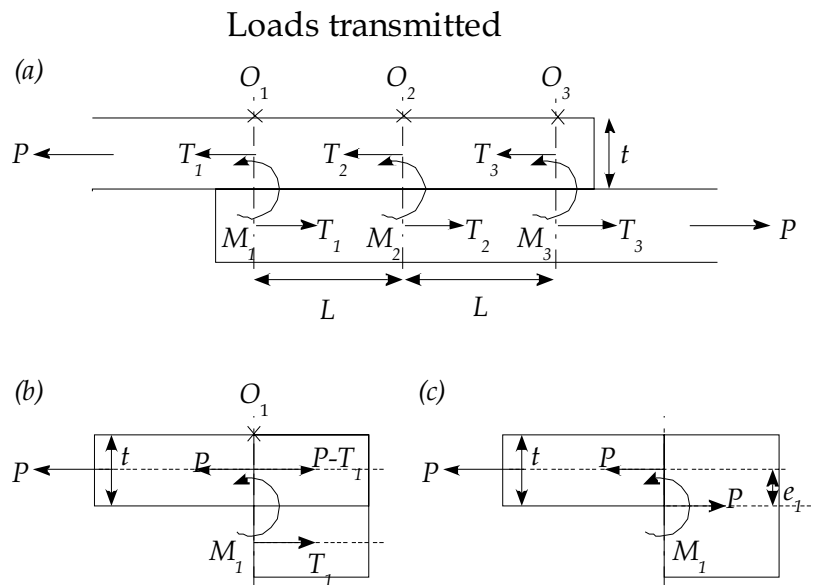 Loads transmitted
(a)
O1 O2 O3
P T1 T2 T3 t
M1 T1 M2 T2 M3 T3 P
L L
(b) (c)
O1
P t P P-T1 P t P e1
P
M1 T1 M1